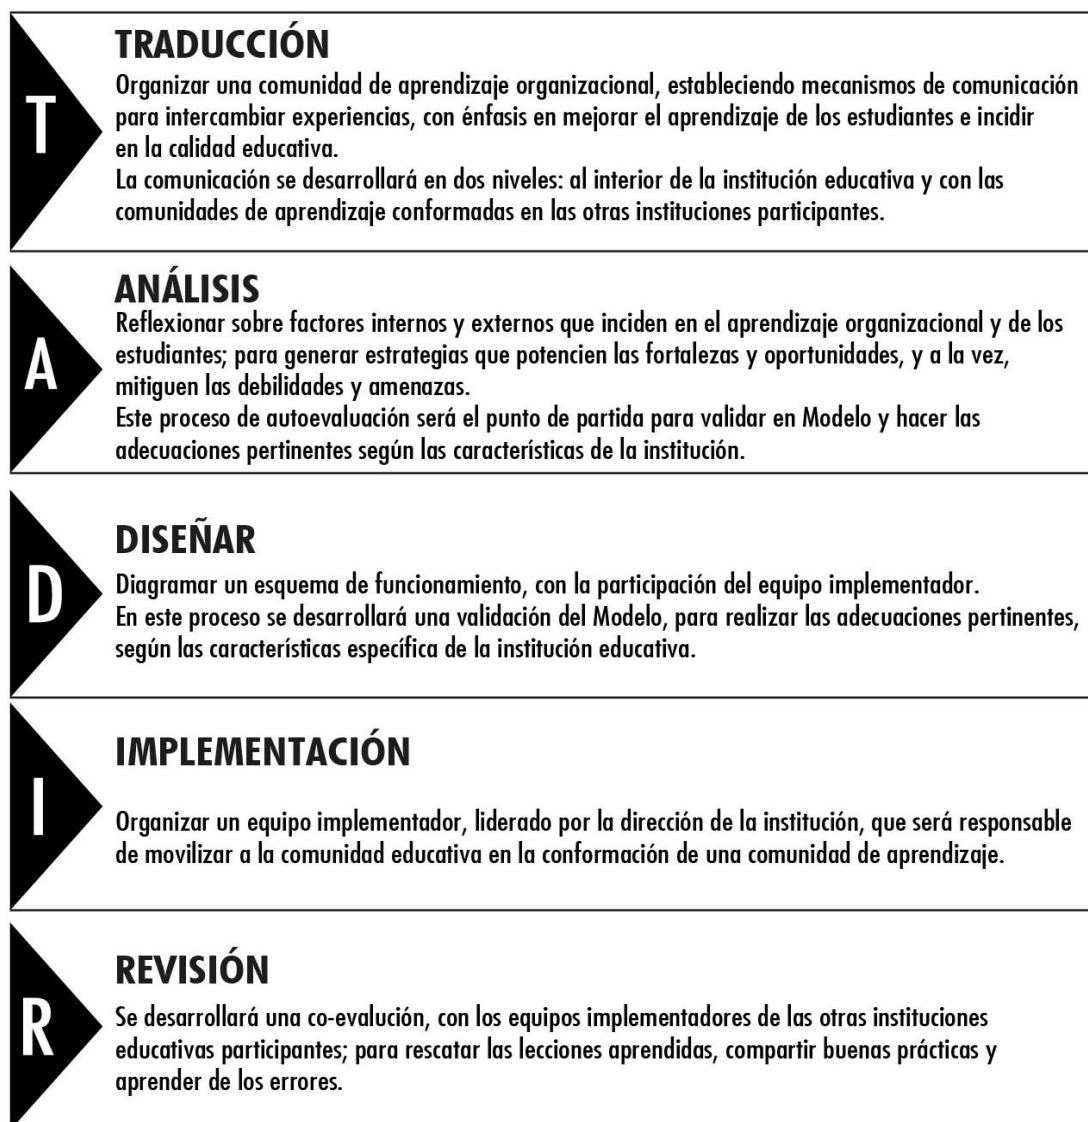 T
TRADUCCIÓN
Organizar una comunidad de aprendizaje organizacional, estableciendo mecanismos de comunicación
para intercambiar experiencias, con énfasis en mejorar el aprendizaje de los estudiantes e incidir
en la calidad educativa.
La comunicación se desarrollará en dos niveles: al interior de la institución educativa y con las
comunidades de aprendizaje conformadas en las otras instituciones participantes.
A
ANÁLISIS
Reflexionar sobre factores internos y externos que inciden en el aprendizaje organizacional y de los
estudiantes; para generar estrategias que potencien las fortalezas y oportunidades, y a la vez,
mitiguen las debilidades y amenazas.
Este proceso de autoevaluación será el punto de partida para validar en Modelo y hacer las
adecuaciones pertinentes según las características de la institución.
D
DISEÑAR
Diagramar un esquema de funcionamiento, con la participación del equipo implementador.
En este proceso se desarrollará una validación del Modelo, para realizar las adecuaciones pertinentes,
según las características específica de la institución educativa.
I
IMPLEMENTACIÓN
Organizar un equipo implementador, liderado por la dirección de la institución, que será responsable
de movilizar a la comunidad educativa en la conformación de una comunidad de aprendizaje.
R
REVISIÓN
Se desarrollará una co-evalución, con los equipos implementadores de las otras instituciones
educativas participantes; para rescatar las lecciones aprendidas, compartir buenas prácticas y
aprender de los errores.